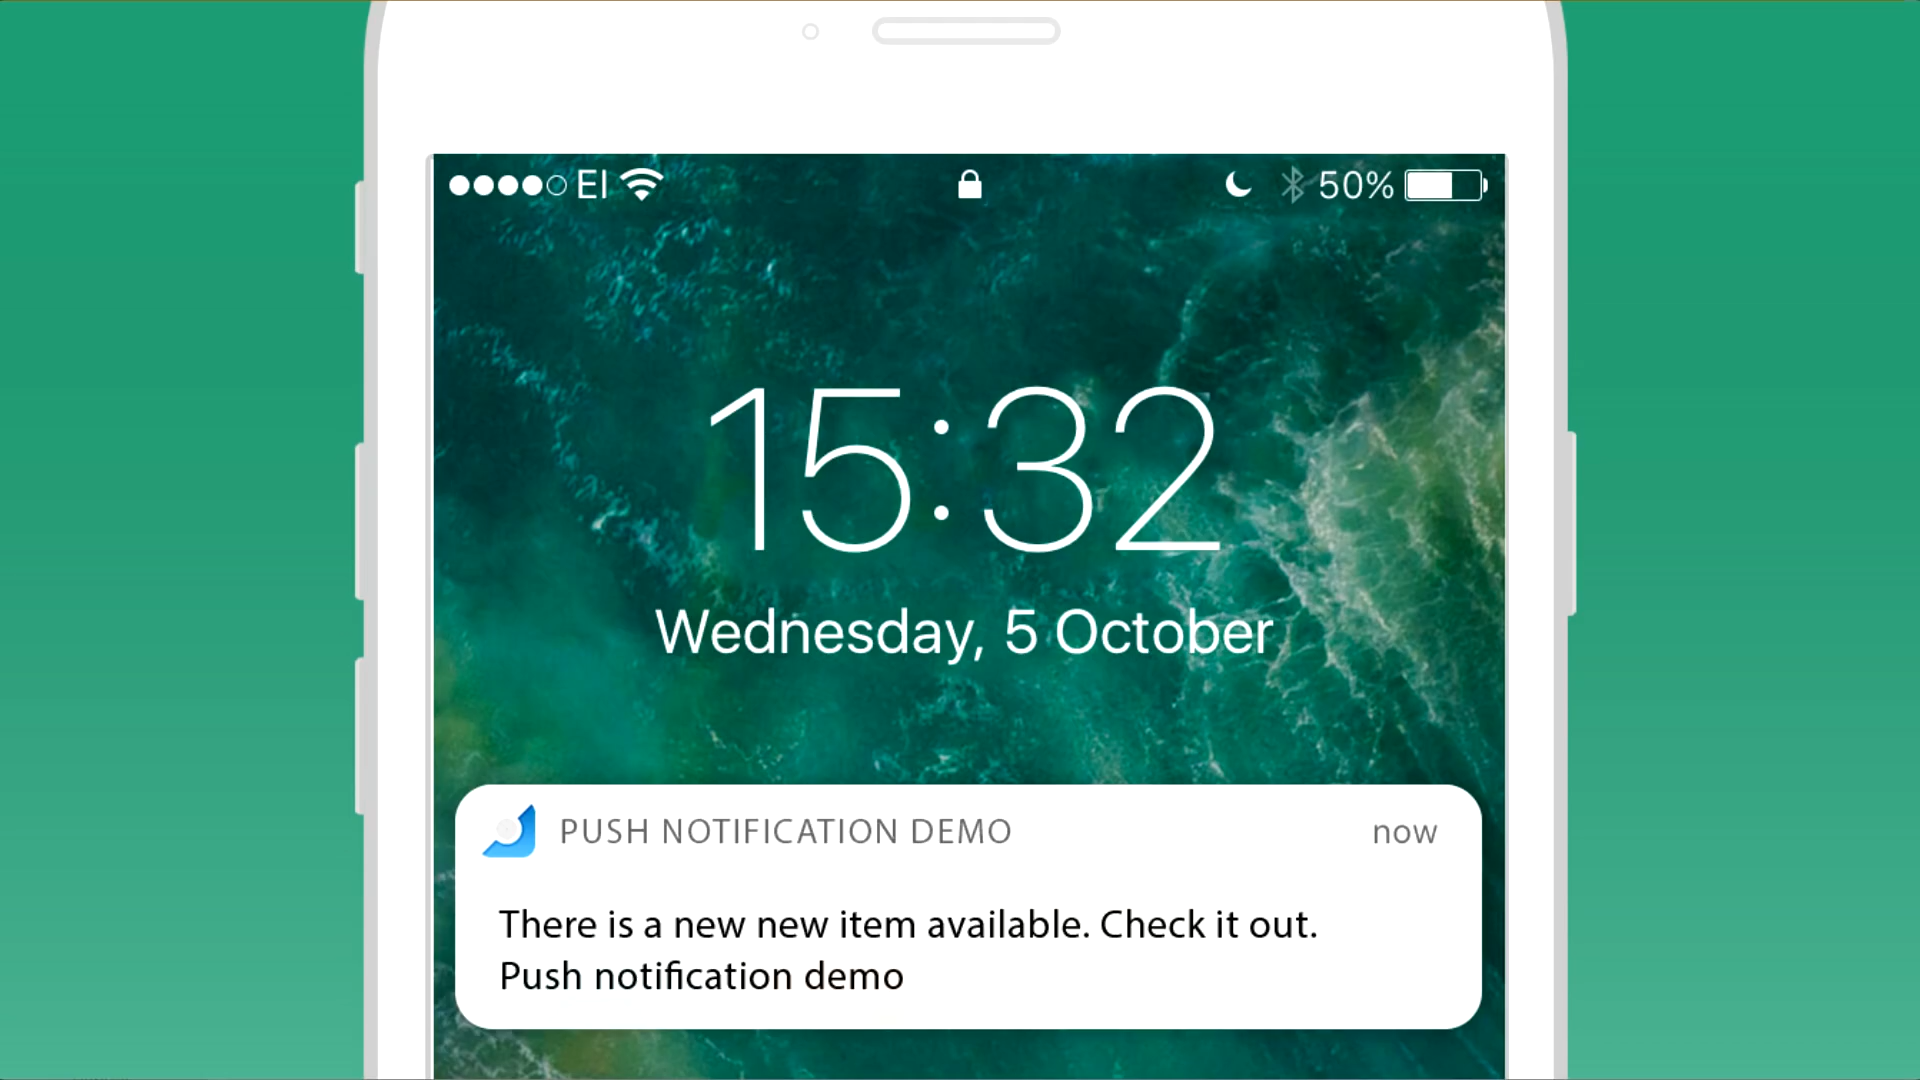 EI 50%
15:32
Wednesday, 5 October
PUSH NOTIFICATION DEMO now
There is a new new item available. Check it out.
Push notification demo